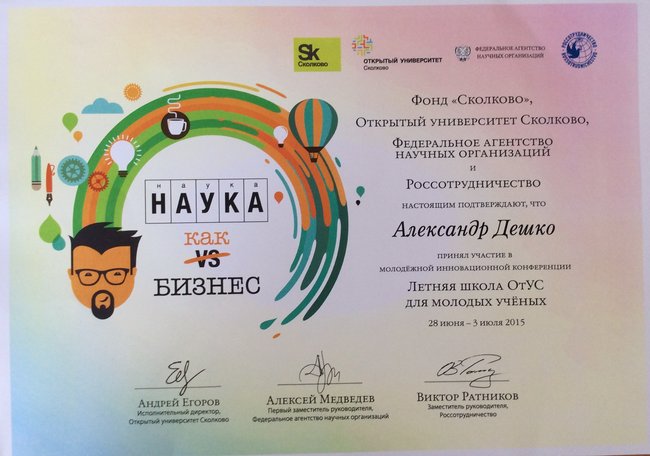 Sk
Сколково
ОТКРЫТЫЙ УНИВЕРСИТЕТ
Сколково
ФЕДЕРАЛЬНОЕ АГЕНТСТВО
НАУЧНЫХ ОРГАНИЗАЦИЙ
РОССОТРУДНИЧЕСТВО
Фонд «Сколково»,
Открытый университет Сколково,
Федеральное агентство
научных организаций
и
Россотрудничество
настоящим подтверждают, что
Александр Дешко
принял участие в
молодёжной инновационной конференции
Летняя школа ОтУС
для молодых учёных
28 июня – 3 июля 2015
наука
НАУКА
как
vs
БИЗНЕС
Андрей Егоров
Исполнительный директор,
Открытый университет Сколково
Алексей Медведев
Первый заместитель руководителя,
Федеральное агентство научных организаций
Виктор Ратников
Заместитель руководителя,
Россотрудничество